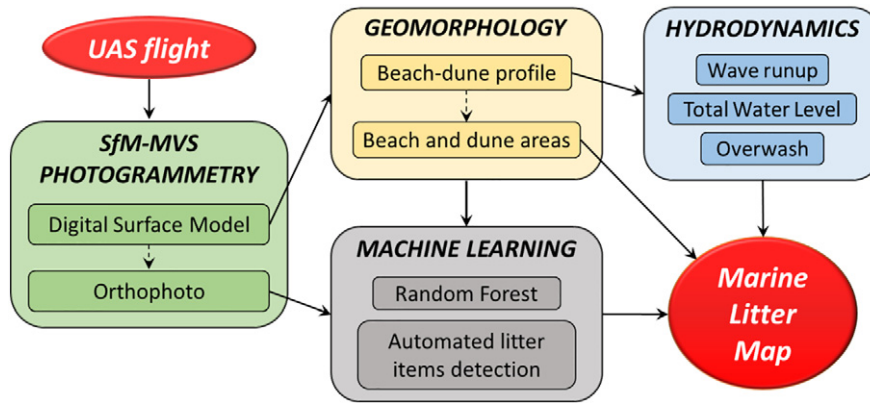 UAS flight
SfM-MVS
PHOTOGRAMMETRY
Digital Surface Model
Orthophoto
GEOMORPHOLOGY
Beach-dune profile
Beach and dune areas
MACHINE LEARNING
Random Forest
Automated litter
items detection
HYDRODYNAMICS
Wave runup
Total Water Level
Overwash
Marine
Litter
Map